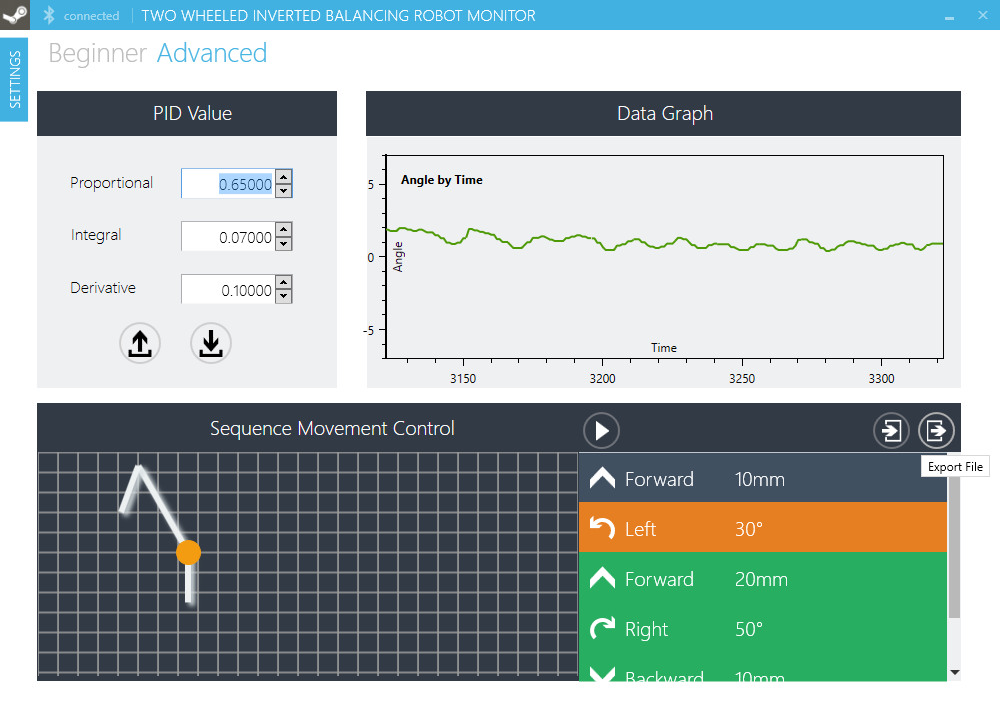 connected TWO WHEELED INVERTED BALANCING ROBOT MONITOR
SETTINGS
Beginner Advanced
PID Value
Proportional 0.65000
Integral 0.07000
Derivative 0.10000
Data Graph
Angle by Time
5
0
-5
Angle
Time
3150 3200 3250 3300
Sequence Movement Control
Export File
Forward 10mm
Left 30°
Forward 20mm
Right 50°
Backward 10mm